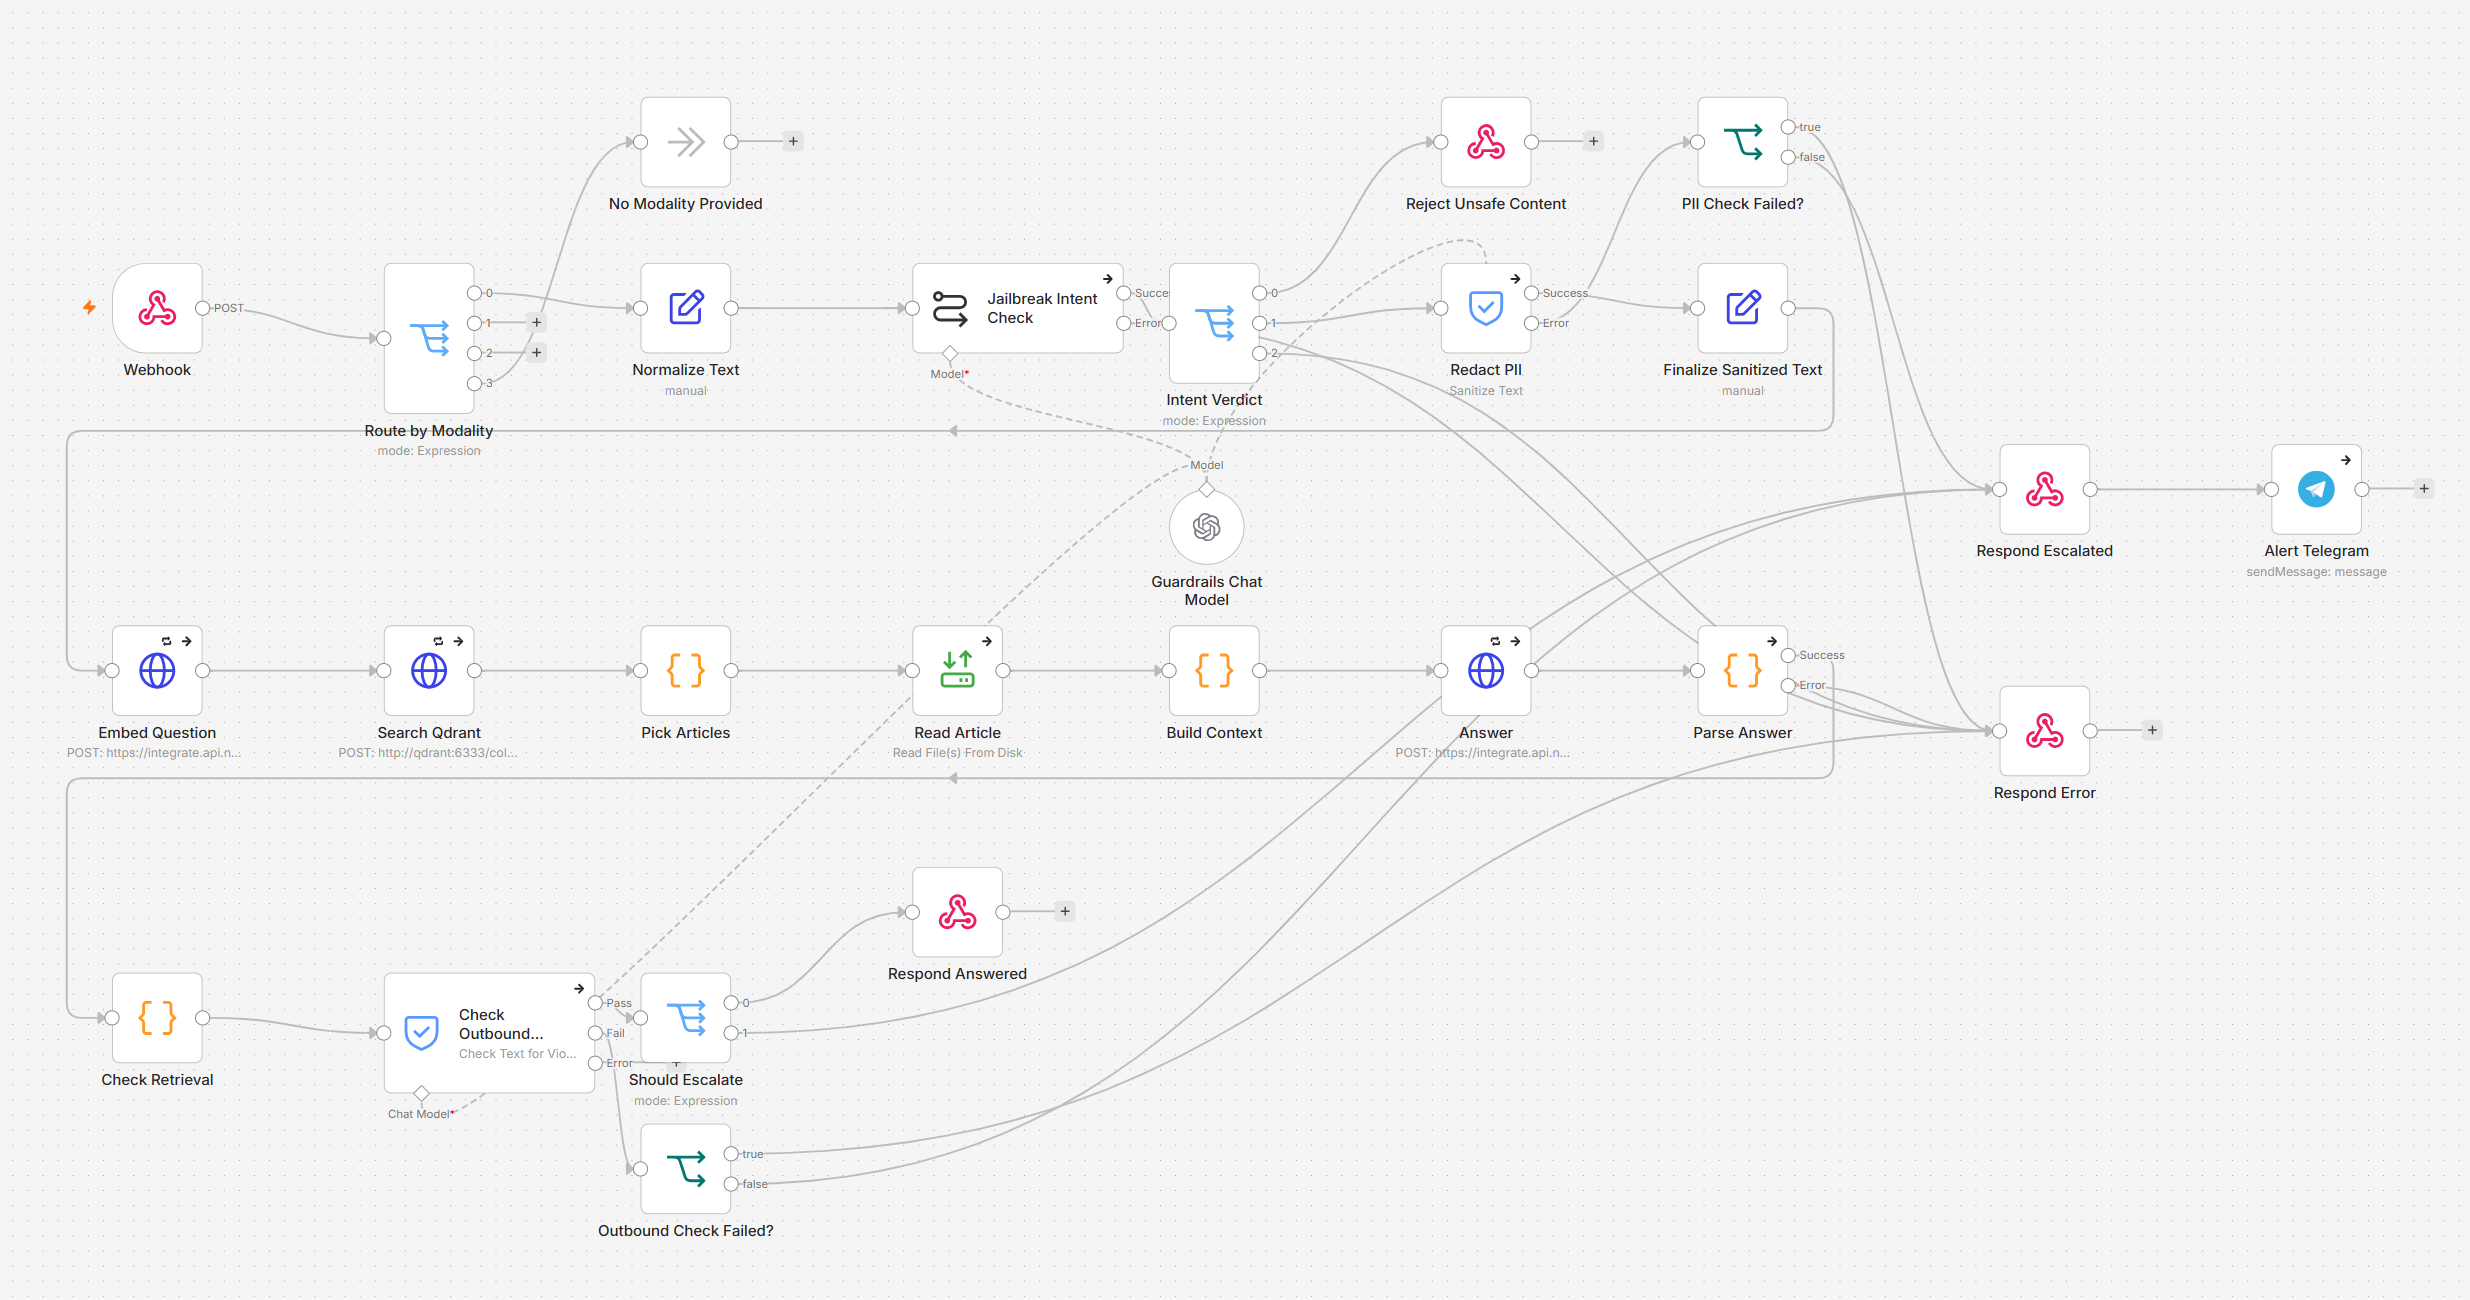 No Modality Provided
Reject Unsafe Content
true
false
PII Check Failed?
POST
Webhook
0
1
2
3
Route by Modality
mode: Expression
Normalize Text
manual
Jailbreak Intent
Check
Succe
Error
Model*
0
1
2
Intent Verdict
mode: Expression
Success
Error
Redact PII
Sanitize Text
Finalize Sanitized Text
manual
Model
Guardrails Chat
Model
Respond Escalated
Alert Telegram
sendMessage: message
Embed Question
POST: https://integrate.api.n...
Search Qdrant
POST: http://qdrant:6333/col...
Pick Articles
Read Article
Read File(s) From Disk
Build Context
Answer
POST: https://integrate.api.n...
Success
Error
Parse Answer
Respond Error
Respond Answered
Check Retrieval
Check
Outbound...
Check Text for Vio...
Pass
Fail
Error
Chat Model*
0
1
Should Escalate
mode: Expression
true
false
Outbound Check Failed?